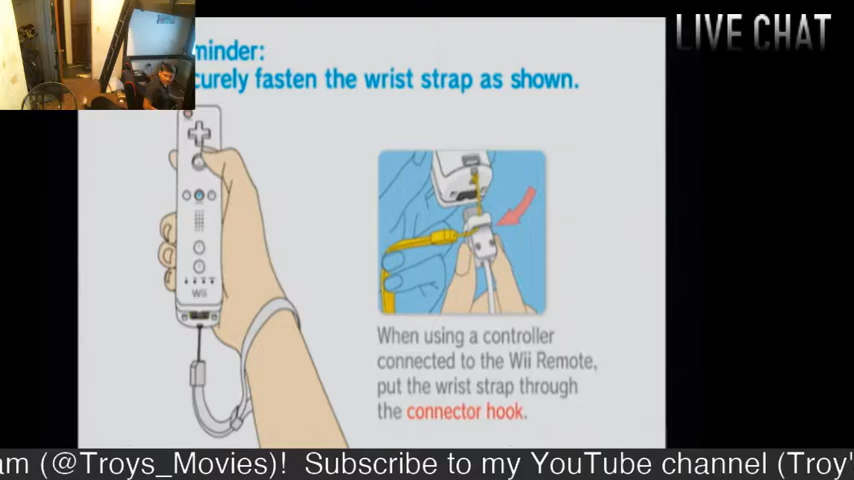 LIVE CHAT
minder:
curely fasten the wrist strap as shown.
Wii
When using a controller
connected to the Wii Remote,
put the wrist strap through
the connector hook.
am (@Troys_Movies)!  Subscribe to my YouTube channel (Troy'